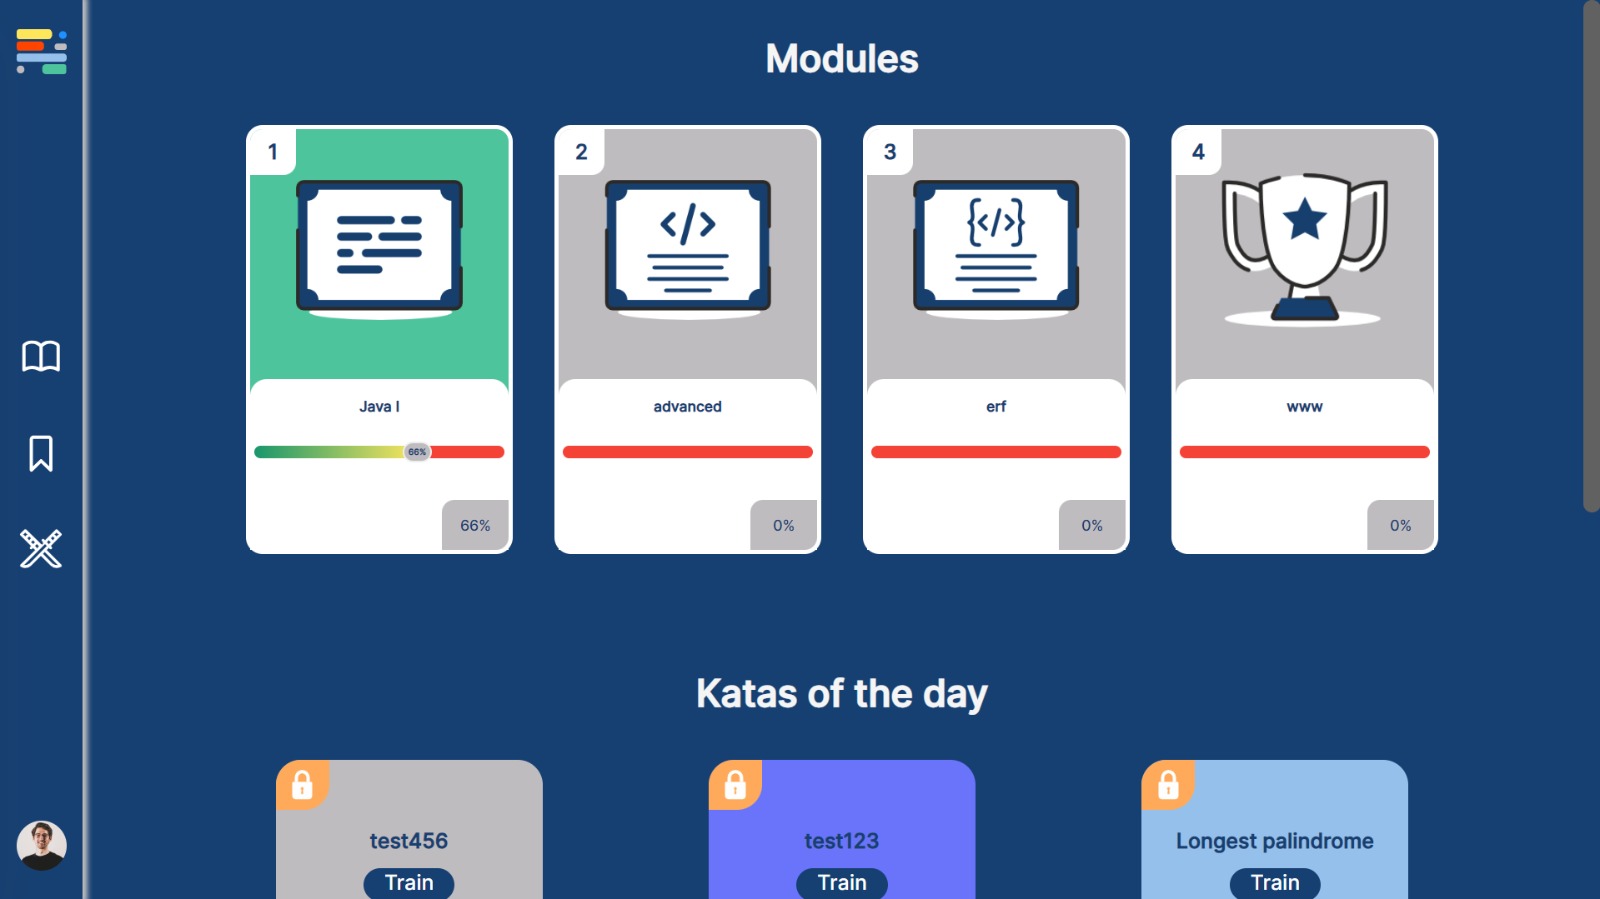 Modules
1
2
3
4
Java I
advanced
erf
www
66%
66%
0%
0%
0%
Katas of the day
test456
test123
Longest palindrome
Train
Train
Train